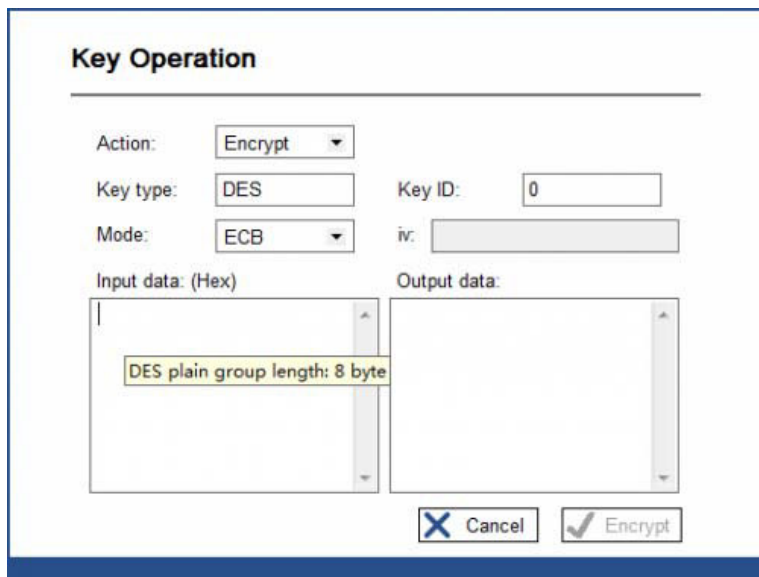 Key Operation
Action: Encrypt
Key type: DES Key ID: 0
Mode: ECB iv:
Input data: (Hex) Output data:
DES plain group length: 8 byte
Cancel Encrypt